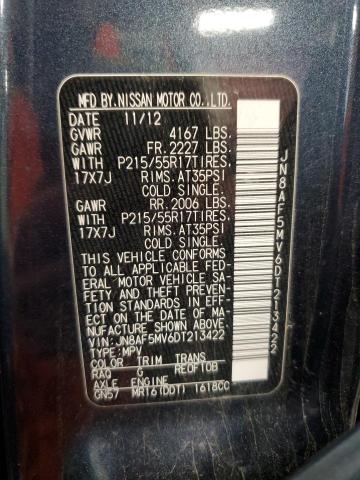 MFD.BY.NISSAN MOTOR CO.,LTD.
DATE 11/12
GVWR 4167 LBS.
GAWR FR.2227 LBS.
WITH P215/55R17TIRES.
17X7J RIMS.AT35PSI
COLD SINGLE.
GAWR RR.2006 LBS.
WITH P215/55R17TIRES.
17X7J RIMS.AT35PSI
COLD SINGLE.
THIS VEHICLE CONFORMS
TO ALL APPLICABLE FED-
ERAL MOTOR VEHICLE SA-
FETY AND THEFT PREVEN-
TION STANDARDS IN EFF-
ECT ON THE DATE OF MA-
NUFACTURE SHOWN ABOVE.
VIN: JN8AF5MV6DT213422
TYPE:MPV
COLOR TRIM TRANS
RAQ G RE0F10B
AXLE ENGINE
GN57 MR16(DDT) 1618CC
JN8AF5MV6DT213422